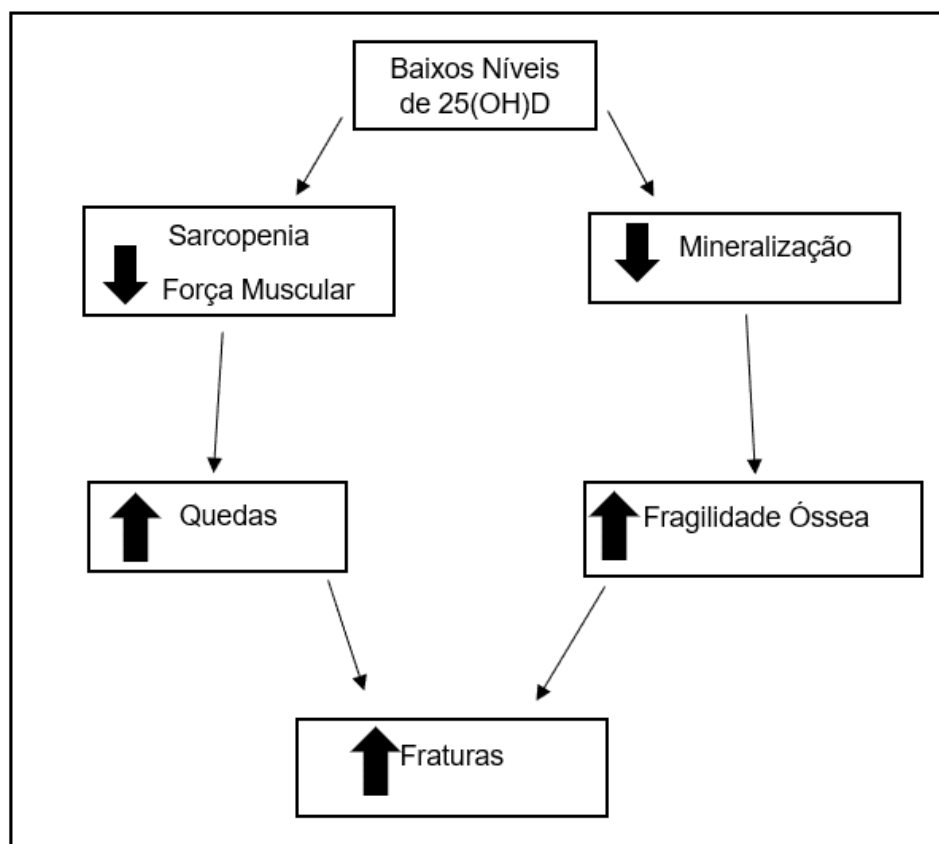 Baixos Níveis
de 25(OH)D
Sarcopenia
Força Muscular
Mineralização
Quedas
Fragilidade Óssea
Fraturas